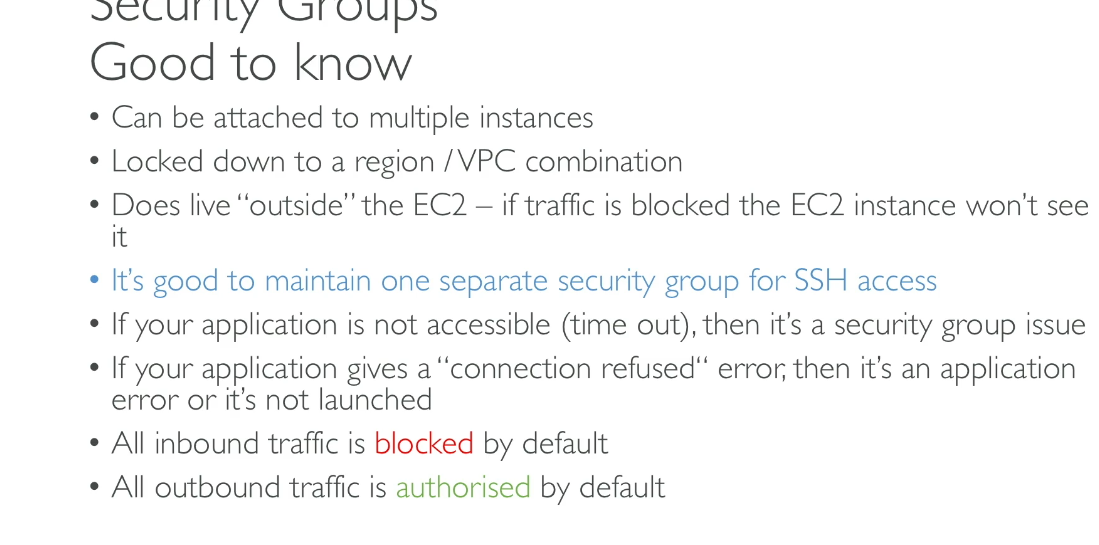 Security Groups
Good to know
• Can be attached to multiple instances
• Locked down to a region / VPC combination
• Does live “outside” the EC2 – if traffic is blocked the EC2 instance won’t see
it
• It’s good to maintain one separate security group for SSH access
• If your application is not accessible (time out), then it’s a security group issue
• If your application gives a “connection refused“ error, then it’s an application
error or it’s not launched
• All inbound traffic is blocked by default
• All outbound traffic is authorised by default